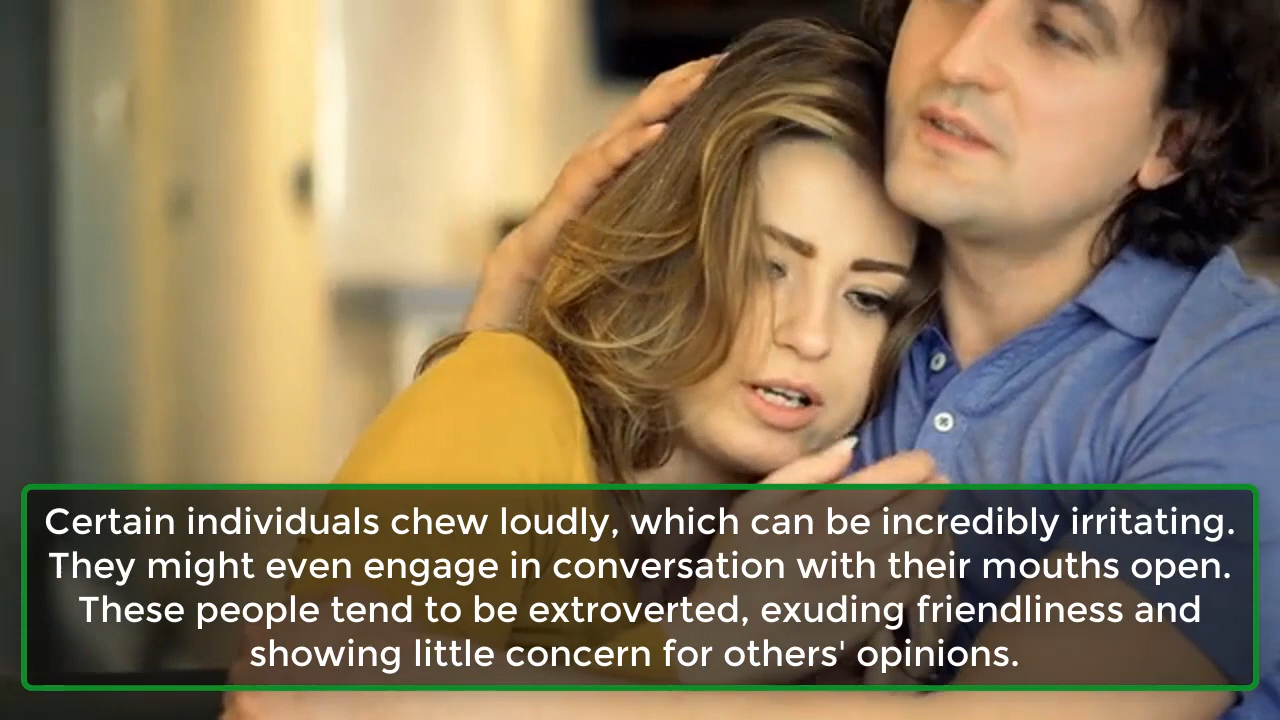 Certain individuals chew loudly, which can be incredibly irritating.
They might even engage in conversation with their mouths open.
These people tend to be extroverted, exuding friendliness and
showing little concern for others' opinions.